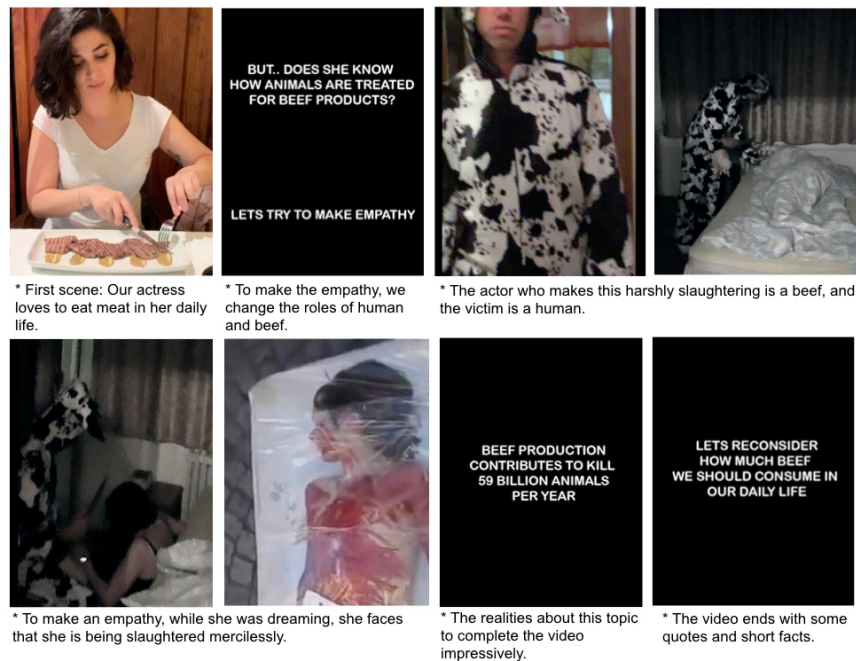 BUT.. DOES SHE KNOW
HOW ANIMALS ARE TREATED
FOR BEEF PRODUCTS?
LETS TRY TO MAKE EMPATHY
* First scene: Our actress
loves to eat meat in her daily
life.
* To make the empathy, we
change the roles of human
and beef.
* The actor who makes this harshly slaughtering is a beef, and
the victim is a human.
BEEF PRODUCTION
CONTRIBUTES TO KILL
59 BILLION ANIMALS
PER YEAR
LETS RECONSIDER
HOW MUCH BEEF
WE SHOULD CONSUME IN
OUR DAILY LIFE
* To make an empathy, while she was dreaming, she faces
that she is being slaughtered mercilessly.
* The realities about this topic
to complete the video
impressively.
* The video ends with some
quotes and short facts.